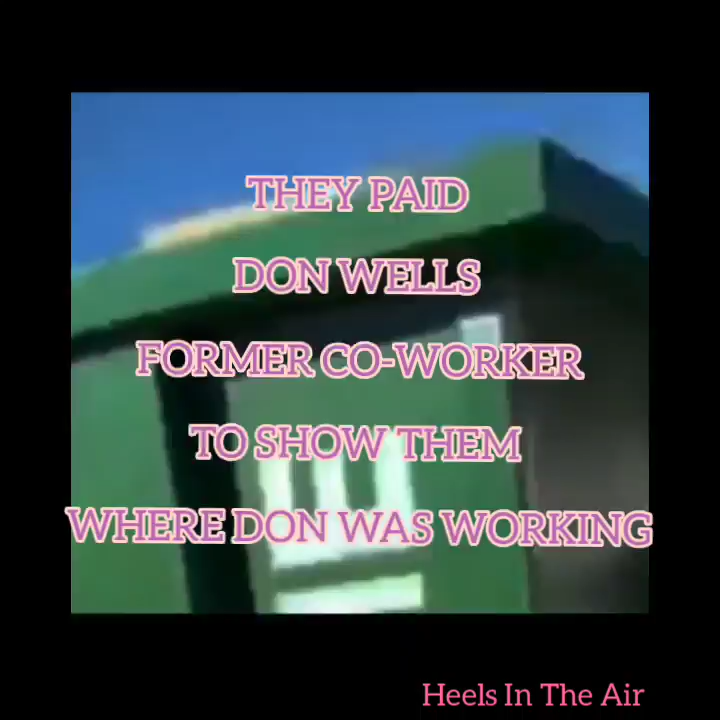 THEY PAID
DON WELLS
FORMER CO-WORKER
TO SHOW THEM
WHERE DON WAS WORKING
Heels In The Air